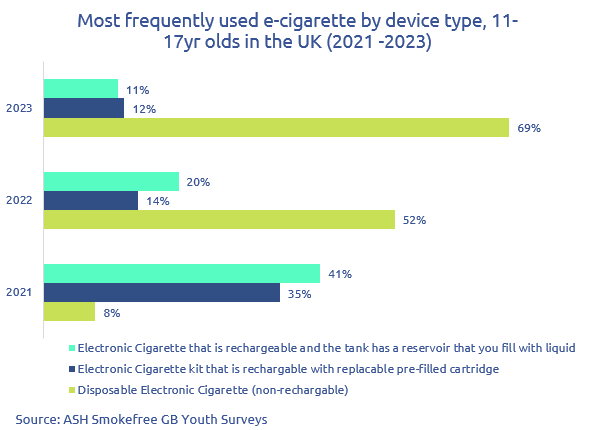 Most frequently used e-cigarette by device type, 11-
17yr olds in the UK (2021 -2023)
11%
2023
12%
69%
20%
2022
14%
52%
41%
2021
35%
8%
Electronic Cigarette that is rechargeable and the tank has a reservoir that you fill with liquid
Electronic Cigarette kit that is rechargable with replacable pre-filled cartridge
Disposable Electronic Cigarette (non-rechargable)
Source: ASH Smokefree GB Youth Surveys